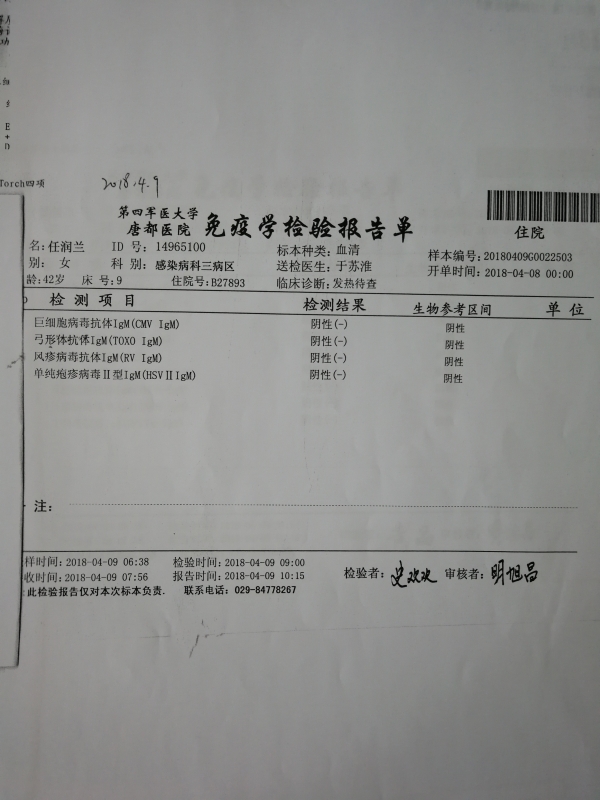 Torch四项
2018.4.9
第四军医大学
唐都医院 免疫学检验报告单
住院
名:任润兰 ID 号: 14965100 标本种类:血清 样本编号:20180409G0022503
别: 女 科 别: 感染病科三病区 送检医生:于苏淮 开单时间:2018-04-08 00:00
龄:42岁 床 号:9 住院号:B27893 临床诊断:发热待查
检测项目 检测结果 生物参考区间 单 位
巨细胞病毒抗体IgM(CMV IgM) 阴性(-) 阴性
弓形体抗体IgM(TOXO IgM) 阴性(-) 阴性
风疹病毒抗体IgM(RV IgM) 阴性(-) 阴性
单纯疱疹病毒Ⅱ型IgM(HSVⅡIgM) 阴性(-) 阴性
注:
样时间:2018-04-09 06:38 检验时间:2018-04-09 09:00
收时间:2018-04-09 07:56 报告时间:2018-04-09 10:15 检验者:史欢欢 审核者:明旭昌
此检验报告仅对本次标本负责. 联系电话:029-84778267